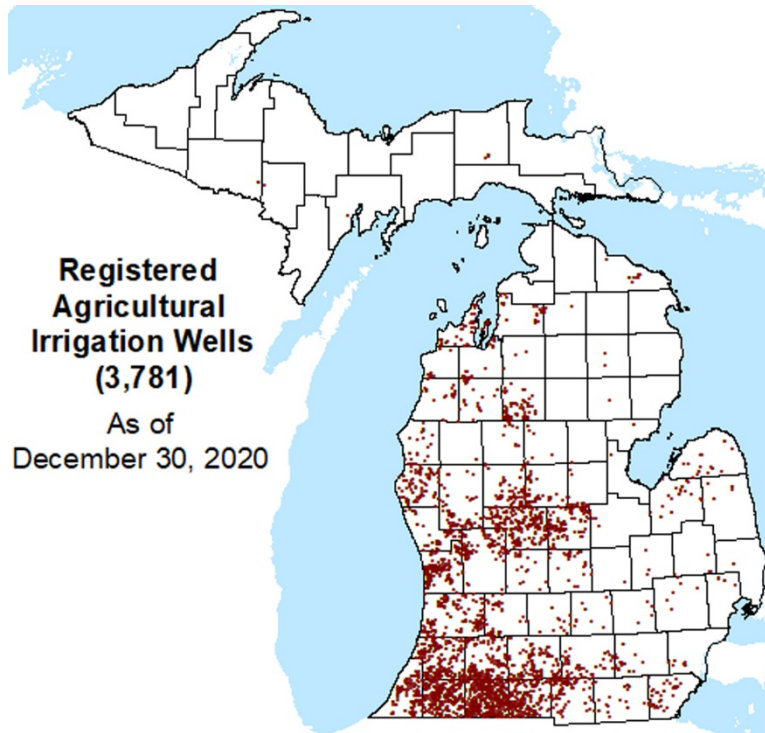 Registered
Agricultural
Irrigation Wells
(3,781)
As of
December 30, 2020